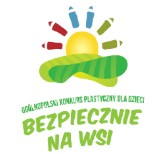 OGÓLNOPOLSKI KONKURS PLASTYCZNY DLA DZIECI
BEZPIECZNIE
NA WSI